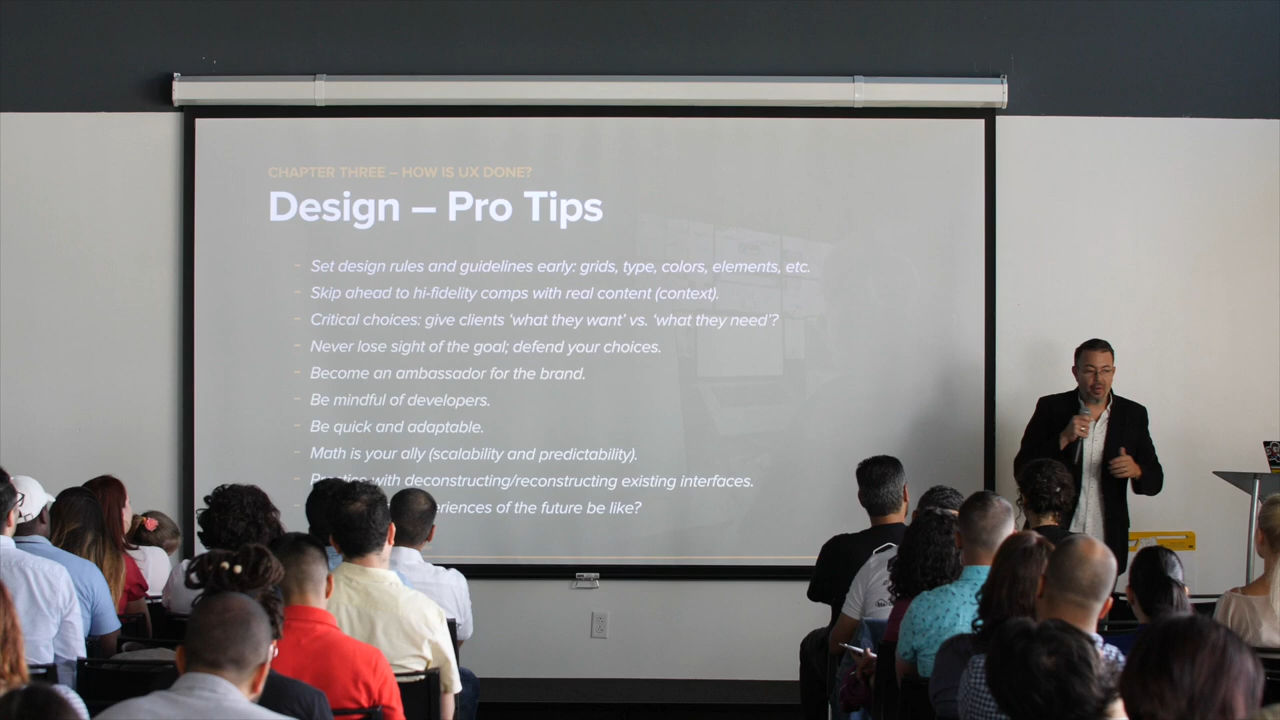 CHAPTER THREE – HOW IS UX DONE?
Design – Pro Tips
– Set design rules and guidelines early: grids, type, colors, elements, etc.
– Skip ahead to hi-fidelity comps with real content (context).
– Critical choices: give clients ‘what they want’ vs. ‘what they need’?
– Never lose sight of the goal; defend your choices.
– Become an ambassador for the brand.
– Be mindful of developers.
– Be quick and adaptable.
– Math is your ally (scalability and predictability).
– with deconstructing/reconstructing existing interfaces.
– of the future be like?